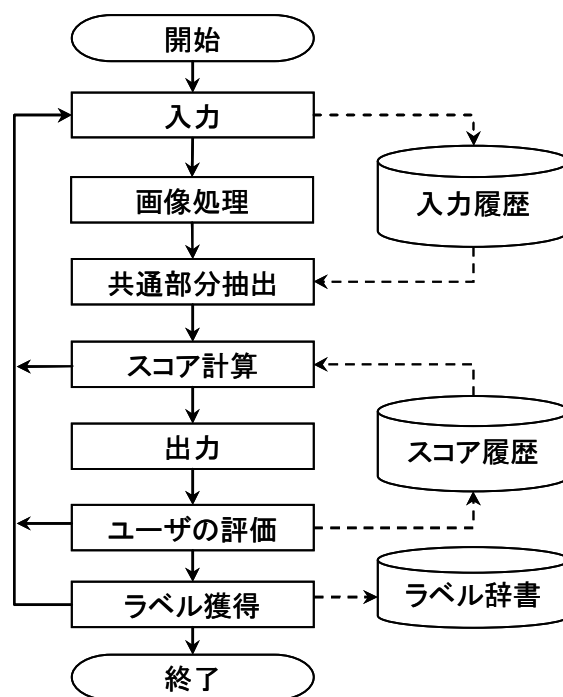 開始
入力
入力履歴
画像処理
共通部分抽出
スコア計算
スコア履歴
出力
ユーザの評価
ラベル獲得
ラベル辞書
終了